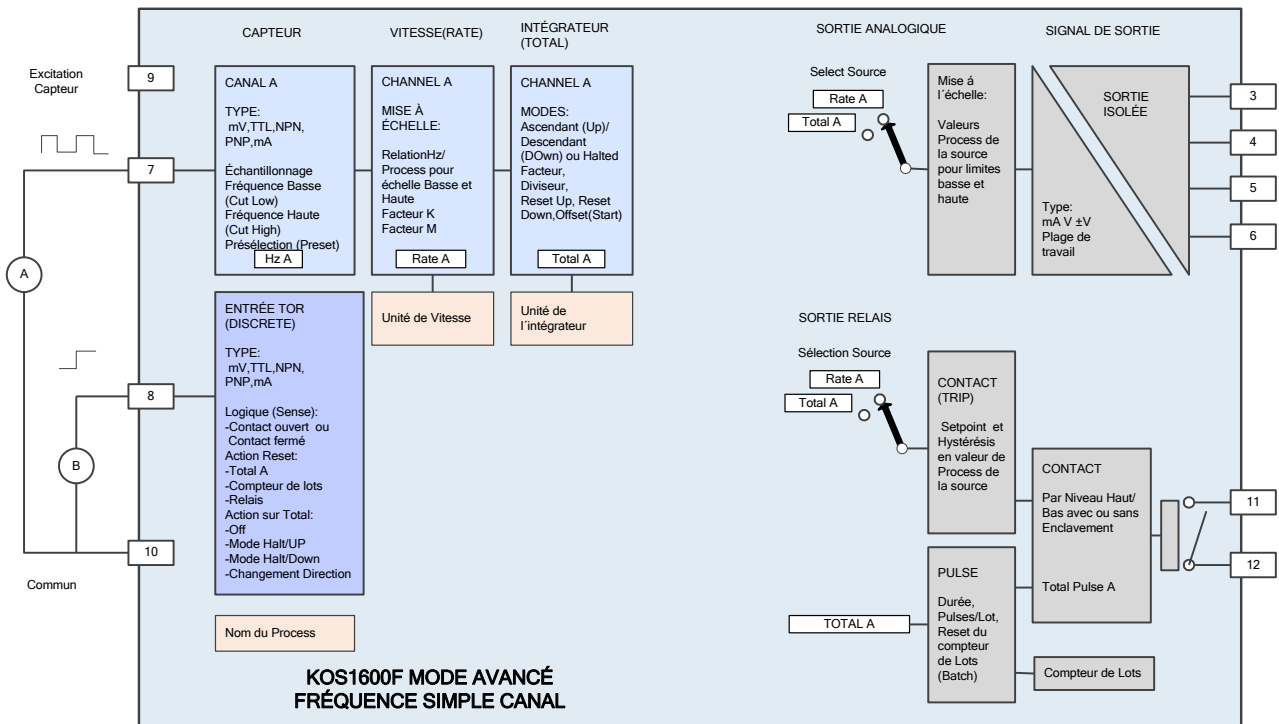 CAPTEUR
VITESSE(RATE)
INTÉGRATEUR
(TOTAL)
SORTIE ANALOGIQUE
SIGNAL DE SORTIE
Excitation
Capteur
9
7
A
8
B
10
Commun
CANAL A
TYPE:
mV,TTL,NPN,
PNP,mA
Échantillonnage
Fréquence Basse
(Cut Low)
Fréquence Haute
(Cut High)
Présélection (Preset)
Hz A
CHANNEL A
MISE À
ÉCHELLE:
RelationHz/
Process pour
échelle Basse et
Haute
Facteur K
Facteur M
Rate A
CHANNEL A
MODES:
Ascendant (Up)/
Descendant
(DOwn) ou Halted
Facteur,
Diviseur,
Reset Up, Reset
Down,Offset(Start)
Total A
Unité de Vitesse
Unité de
l´intégrateur
ENTRÉE TOR
(DISCRETE)
TYPE:
mV,TTL,NPN,
PNP,mA
Logique (Sense):
-Contact ouvert ou
Contact fermé
Action Reset:
-Total A
-Compteur de lots
-Relais
Action sur Total:
-Off
-Mode Halt/UP
-Mode Halt/Down
-Changement Direction
Nom du Process
Select Source
Rate A
Total A
Mise á
l´échelle:
Valeurs
Process de
la source
pour limites
basse et
haute
SORTIE
ISOLÉE
Type:
mA V ±V
Plage de
travail
3
4
5
6
SORTIE RELAIS
Sélection Source
Rate A
Total A
CONTACT
(TRIP)
Setpoint et
Hystérésis
en valeur de
Process de
la source
CONTACT
Par Niveau Haut/
Bas avec ou sans
Enclavement
Total Pulse A
11
12
TOTAL A
PULSE
Durée,
Pulses/Lot,
Reset du
compteur
de Lots
(Batch)
Compteur de Lots
KOS1600F MODE AVANCÉ
FRÉQUENCE SIMPLE CANAL